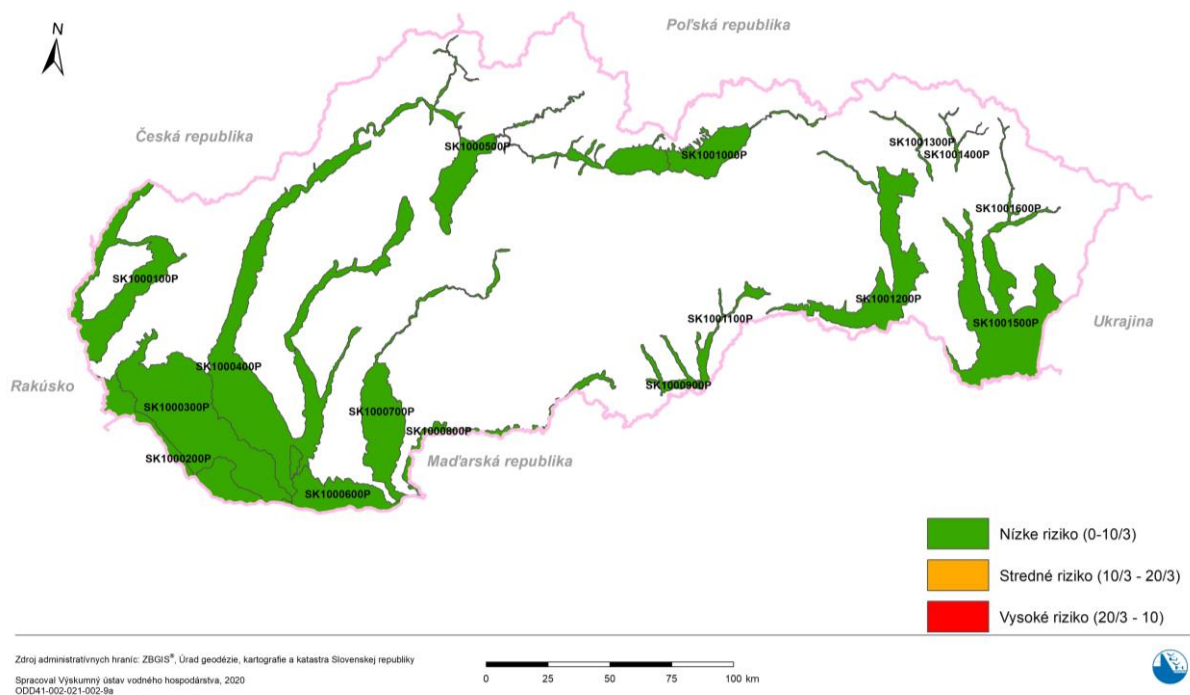 N
Poľská republika
Česká republika
SK1000500P
SK1001000P
SK1001300P
SK1001400P
SK1001600P
SK1000100P
SK1001200P
SK1001100P
SK1001500P
Ukrajina
Rakúsko
SK1000400P
SK1000900P
SK1000300P
SK1000700P
SK1000800P
SK1000200P
Maďarská republika
SK1000600P
Nízke riziko (0-10/3)
Stredné riziko (10/3 - 20/3)
Vysoké riziko (20/3 - 10)
Zdroj administratívnych hraníc: ZBGIS®, Úrad geodézie, kartografie a katastra Slovenskej republiky
Spracoval Výskumný ústav vodného hospodárstva, 2020
ODD41-002-021-002-9a
0 25 50 75 100 km